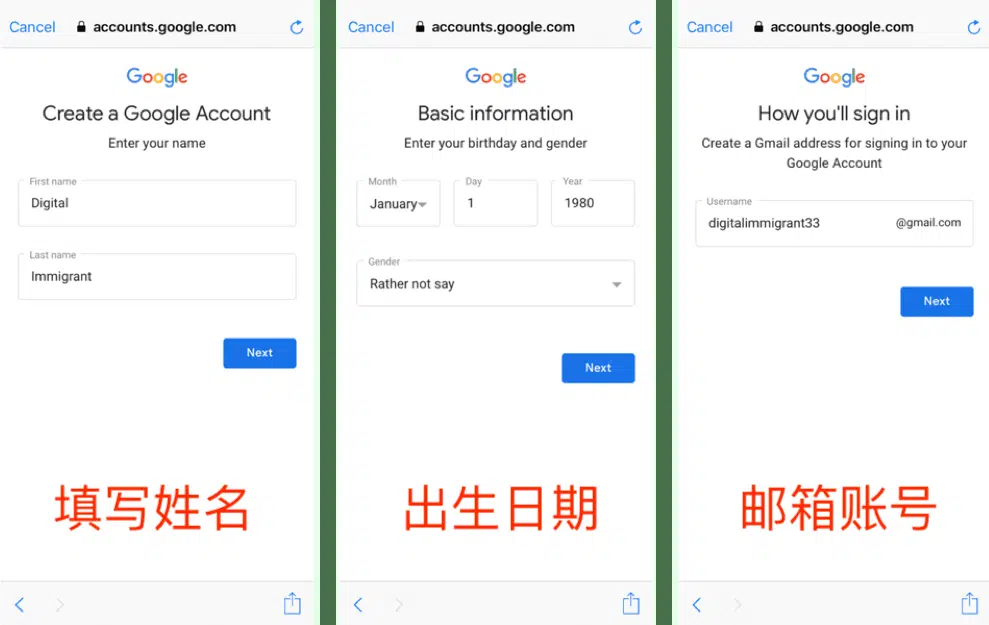 Cancel accounts.google.com
Google
Create a Google Account
Enter your name
First name
Digital
Last name
Immigrant
Next
填写姓名
Cancel accounts.google.com
Google
Basic information
Enter your birthday and gender
Month Day Year
January 1 1980
Gender
Rather not say
Next
出生日期
Cancel accounts.google.com
Google
How you'll sign in
Create a Gmail address for signing in to your
Google Account
Username
digitalimmigrant33 @gmail.com
Next
邮箱账号